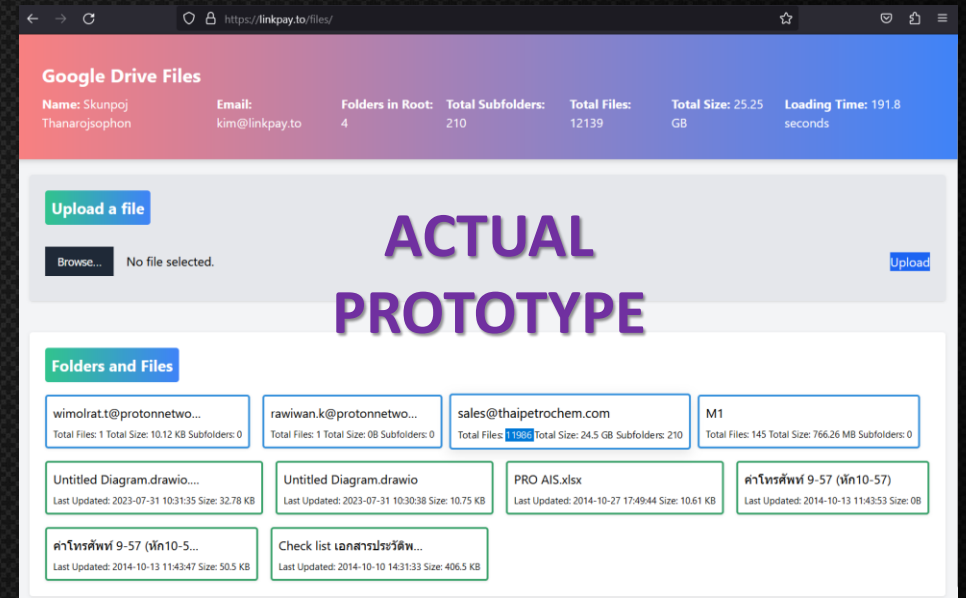 https://linkpay.to/files/
Google Drive Files
Name: Skunpoj
Thanarojsophon
Email:
kim@linkpay.to
Folders in Root:
4
Total Subfolders:
210
Total Files:
12139
Total Size: 25.25
GB
Loading Time: 191.8
seconds
Upload a file
Browse... No file selected.
Upload
ACTUAL
PROTOTYPE
Folders and Files
wimolrat.t@protonnetwo...
Total Files: 1 Total Size: 10.12 KB Subfolders: 0
rawiwan.k@protonnetwo...
Total Files: 1 Total Size: 0B Subfolders: 0
sales@thaipetrochem.com
Total Files: 11986 Total Size: 24.5 GB Subfolders: 210
M1
Total Files: 145 Total Size: 766.26 MB Subfolders: 0
Untitled Diagram.drawio....
Last Updated: 2023-07-31 10:31:35 Size: 32.78 KB
Untitled Diagram.drawio
Last Updated: 2023-07-31 10:30:38 Size: 10.75 KB
PRO AIS.xlsx
Last Updated: 2014-10-27 17:49:44 Size: 10.61 KB
ค่าโทรศัพท์ 9-57 (หัก10-57)
Last Updated: 2014-10-13 11:43:53 Size: 0B
ค่าโทรศัพท์ 9-57 (หัก10-5...
Last Updated: 2014-10-13 11:43:47 Size: 50.5 KB
Check list เอกสารประวัติพ...
Last Updated: 2014-10-10 14:31:33 Size: 406.5 KB